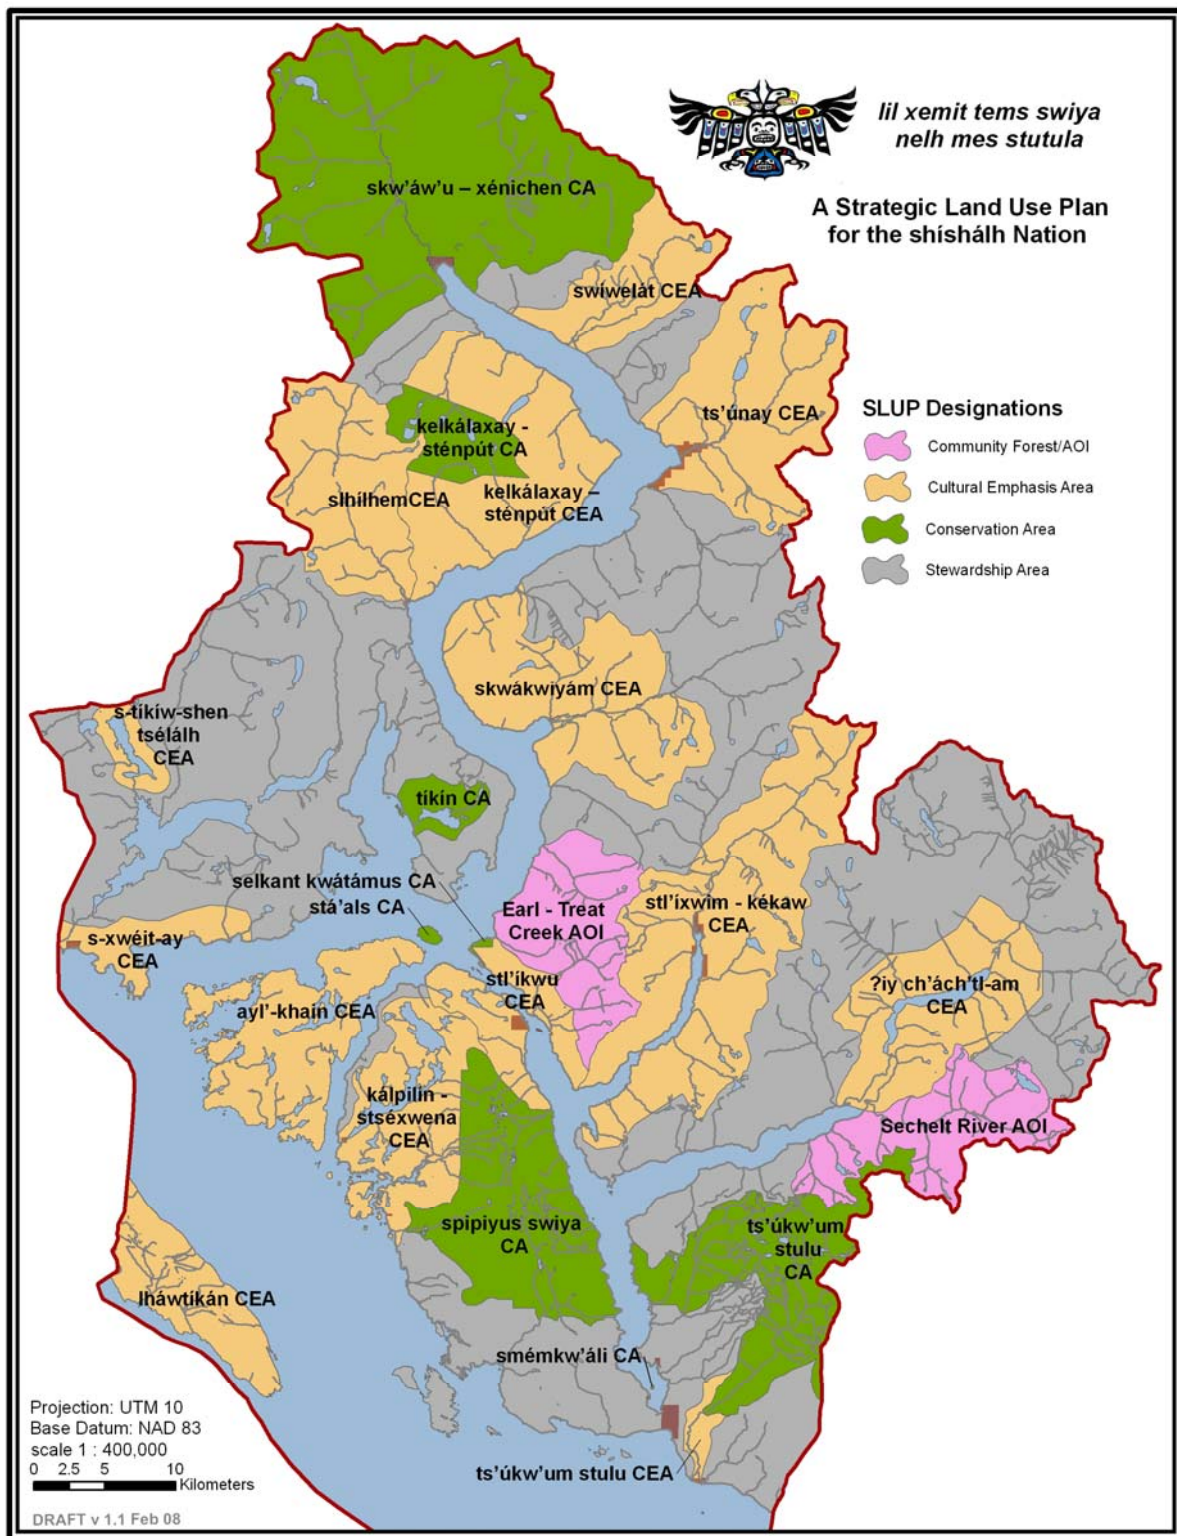 lil xemit tems swiya
nelh mes stutula
A Strategic Land Use Plan
for the shíshálh Nation
skw'áw'u – xénichen CA
swíwelát CEA
ts'únay CEA
SLUP Designations
Community Forest/AOI
Cultural Emphasis Area
Conservation Area
Stewardship Area
kelkálaxay -
sténpút CA
slhílhemCEA
kelkálaxay –
sténpút CEA
skwákwiyám CEA
s-tíkíw-shen
tsélálh
CEA
tíkín CA
selkant kwátámus CA
stá'als CA
Earl - Treat
Creek AOI
stl'íxwim - kékaw
CEA
s-xwéit-ay
CEA
stl'íkwu
CEA
?iy ch'ách'tl-am
CEA
ayl'-khain CEA
kálpilín -
stséxwena
CEA
Sechelt River AOI
spipiyus swiya
CA
ts'úkw'um
stulu
CA
lháwtíkán CEA
smémkw'áli CA
ts'úkw'um stulu CEA
Projection: UTM 10
Base Datum: NAD 83
scale 1 : 400,000
0 2.5 5 10
Kilometers
DRAFT v 1.1 Feb 08